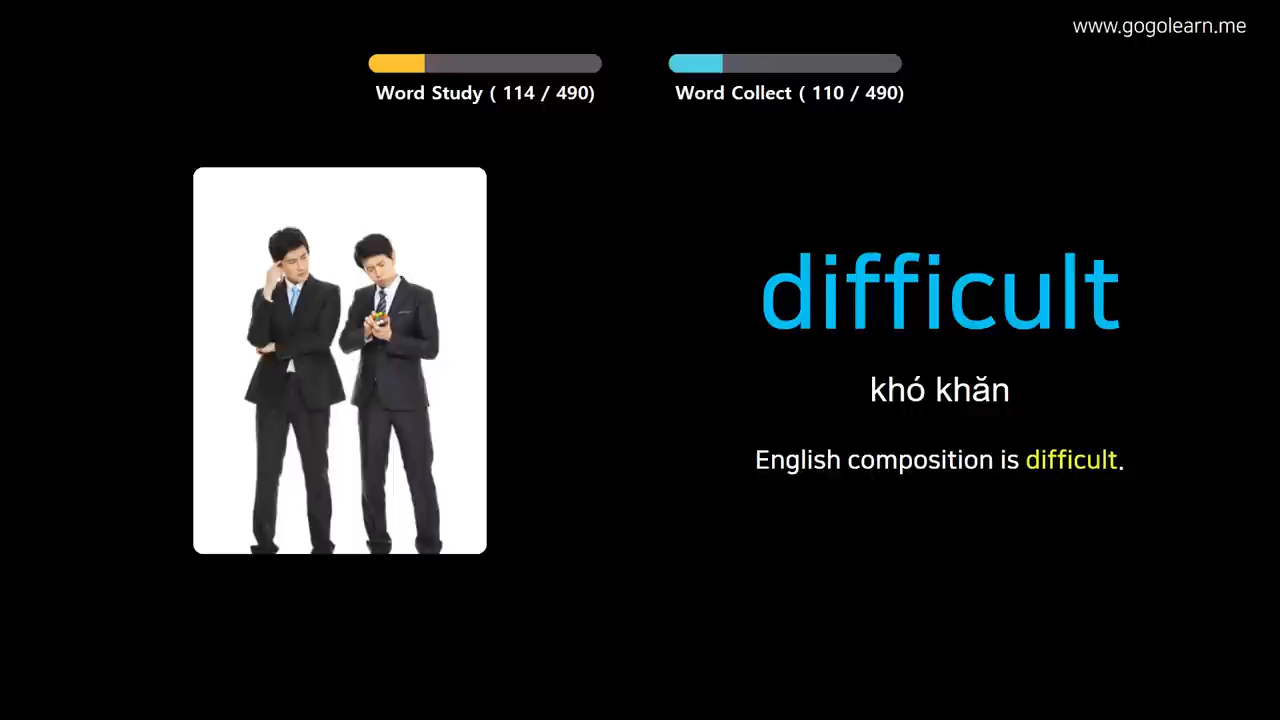 www.gogolearn.me
Word Study ( 114 / 490)
Word Collect ( 110 / 490)
difficult
khó khăn
English composition is difficult.